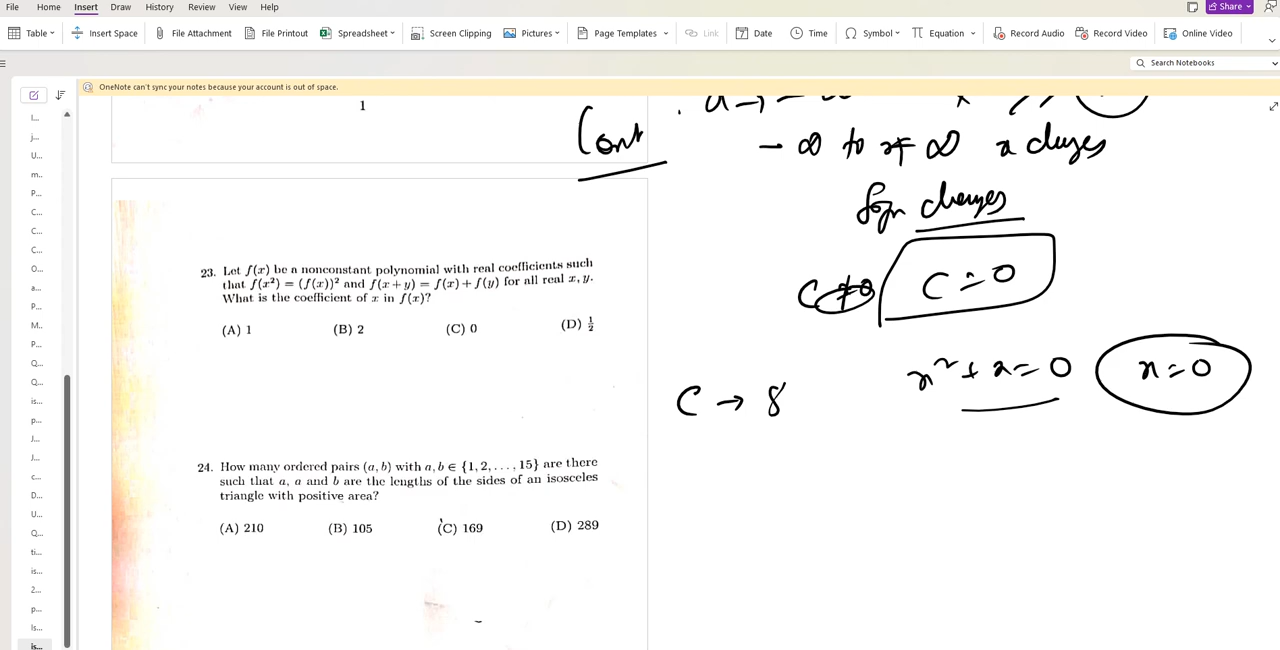 File Home Insert Draw History Review View Help Share
Table Insert Space File Attachment File Printout Spreadsheet Screen Clipping Pictures Page Templates Link Date Time Symbol Equation Record Audio Record Video Online Video
Search Notebooks
OneNote can't sync your notes because your account is out of space.
I...
j...
U...
m..
P...
C...
C...
C...
O...
a...
P...
M..
P...
Q...
Q...
is...
p...
J...
J...
c...
D...
U...
Q...
ti...
is...
2...
p...
Is...
is...
1
Cont
- ∞ to + ∞ x
changes
C ≠ 0
C = 0
x² + x = 0
x = 0
C → 8
23. Let f(x) be a nonconstant polynomial with real coefficients such
that f(x²) = (f(x))² and f(x+y) = f(x) + f(y) for all real x, y.
What is the coefficient of x in f(x)?
(A) 1 (B) 2 (C) 0 (D) 1/2
24. How many ordered pairs (a, b) with a, b ∈ {1, 2, . . . , 15} are there
such that a, a and b are the lengths of the sides of an isosceles
triangle with positive area?
(A) 210 (B) 105 (C) 169 (D) 289